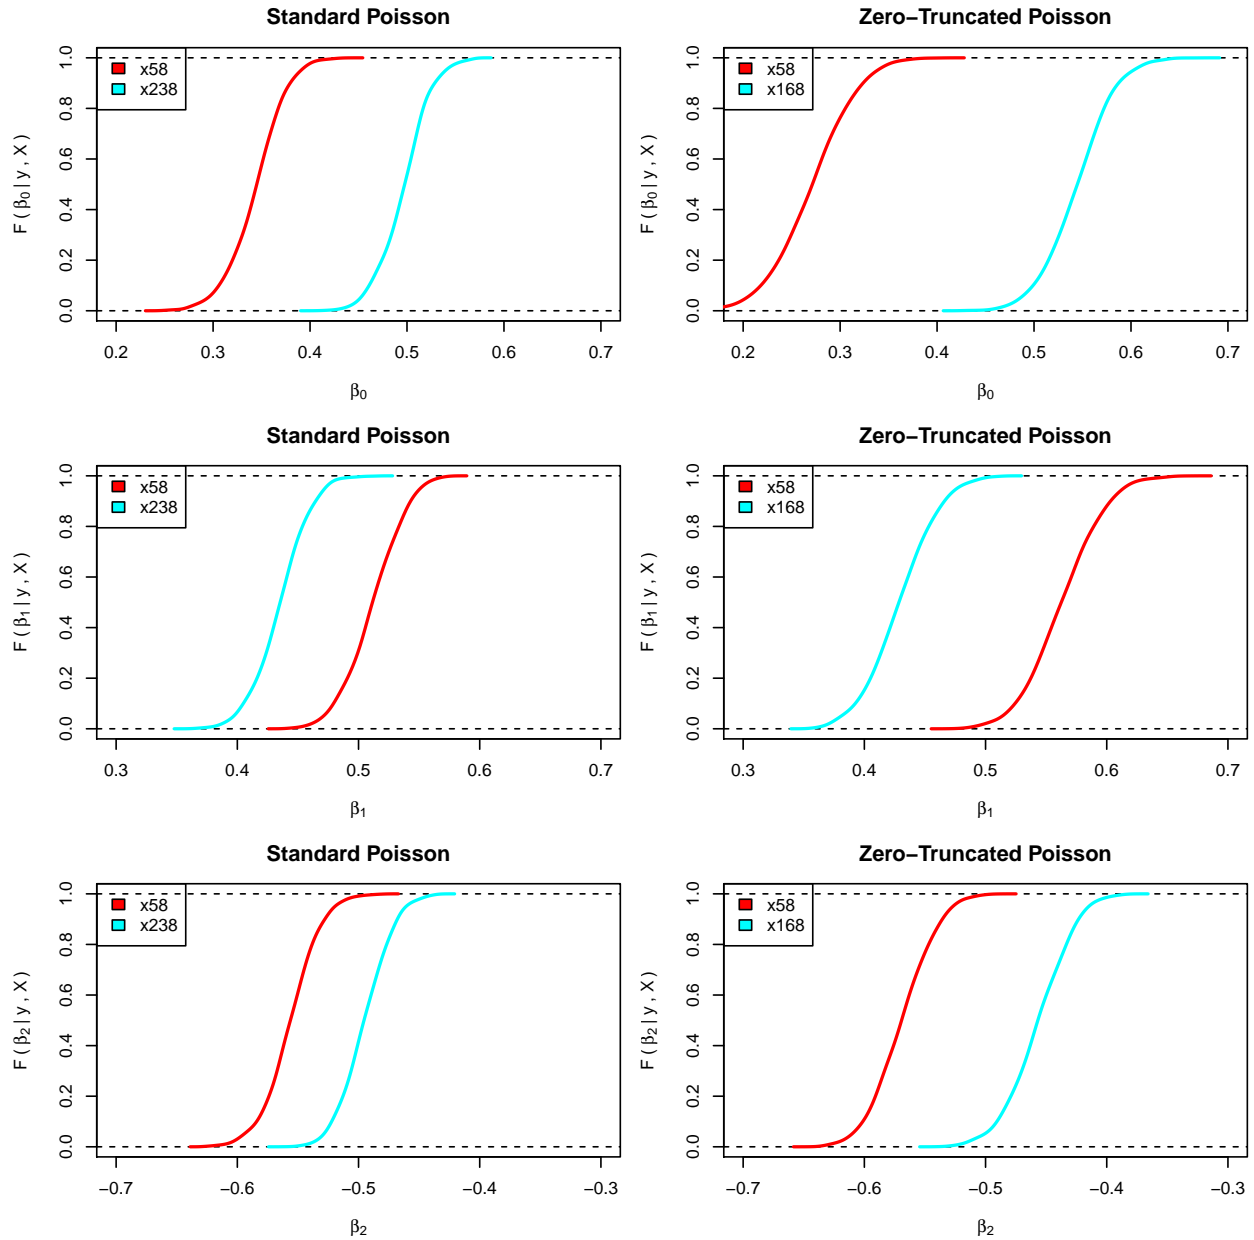 Standard Poisson
x58
x238
F ( β0 | y , X )
0.0 0.2 0.4 0.6 0.8 1.0
0.2 0.3 0.4 0.5 0.6 0.7
β0
Zero−Truncated Poisson
x58
x168
F ( β0 | y , X )
0.0 0.2 0.4 0.6 0.8 1.0
0.2 0.3 0.4 0.5 0.6 0.7
β0
Standard Poisson
x58
x238
F ( β1 | y , X )
0.0 0.2 0.4 0.6 0.8 1.0
0.3 0.4 0.5 0.6 0.7
β1
Zero−Truncated Poisson
x58
x168
F ( β1 | y , X )
0.0 0.2 0.4 0.6 0.8 1.0
0.3 0.4 0.5 0.6 0.7
β1
Standard Poisson
x58
x238
F ( β2 | y , X )
0.0 0.2 0.4 0.6 0.8 1.0
−0.7 −0.6 −0.5 −0.4 −0.3
β2
Zero−Truncated Poisson
x58
x168
F ( β2 | y , X )
0.0 0.2 0.4 0.6 0.8 1.0
−0.7 −0.6 −0.5 −0.4 −0.3
β2